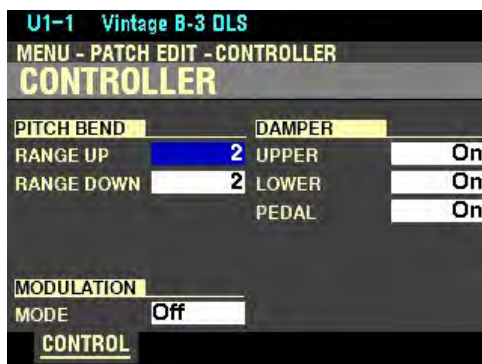 U1-1 Vintage B-3 DLS
MENU - PATCH EDIT - CONTROLLER
CONTROLLER
PITCH BEND
RANGE UP 2
RANGE DOWN 2
DAMPER
UPPER On
LOWER On
PEDAL On
MODULATION
MODE Off
CONTROL